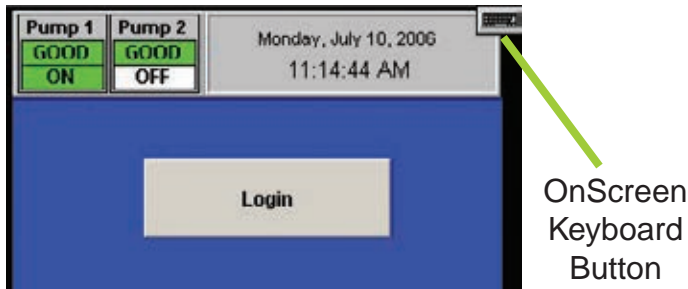 Pump 1 Pump 2
GOOD GOOD
ON OFF
Monday, July 10, 2006
11:14:44 AM
Login
OnScreen
Keyboard
Button